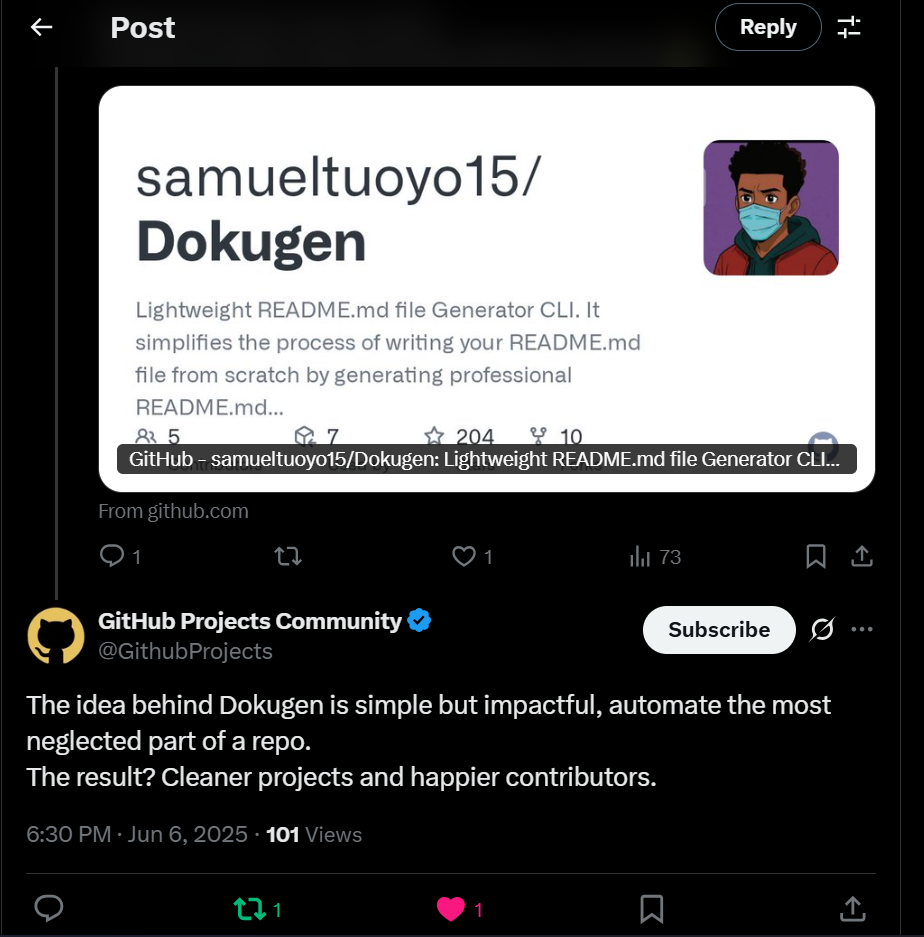 Post
Reply
samueltuoyo15/
Dokugen
Lightweight README.md file Generator CLI. It
simplifies the process of writing your README.md
file from scratch by generating professional
README.md...
5 7 204 10
GitHub - samueltuoyo15/Dokugen: Lightweight README.md file Generator CLI...
From github.com
1 1 73
GitHub Projects Community
@GithubProjects
Subscribe
The idea behind Dokugen is simple but impactful, automate the most
neglected part of a repo.
The result? Cleaner projects and happier contributors.
6:30 PM · Jun 6, 2025 · 101 Views
1 1